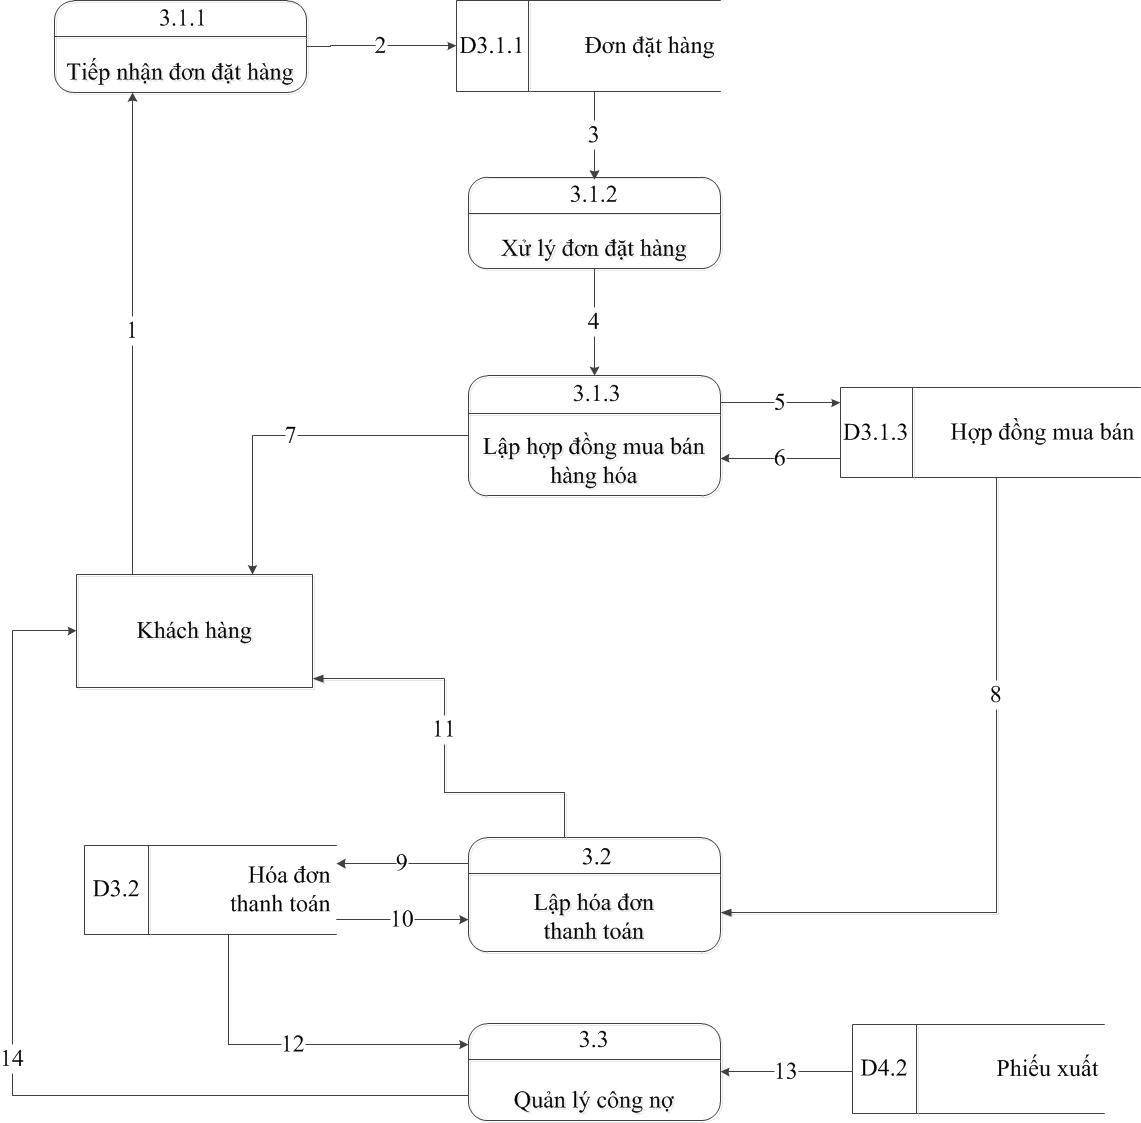 3.1.1
Tiếp nhận đơn đặt hàng
2
D3.1.1
Đơn đặt hàng
3
3.1.2
Xử lý đơn đặt hàng
4
1
3.1.3
Lập hợp đồng mua bán
hàng hóa
5
6
D3.1.3
Hợp đồng mua bán
7
Khách hàng
8
11
D3.2
Hóa đơn
thanh toán
9
10
3.2
Lập hóa đơn
thanh toán
12
3.3
Quản lý công nợ
13
D4.2
Phiếu xuất
14